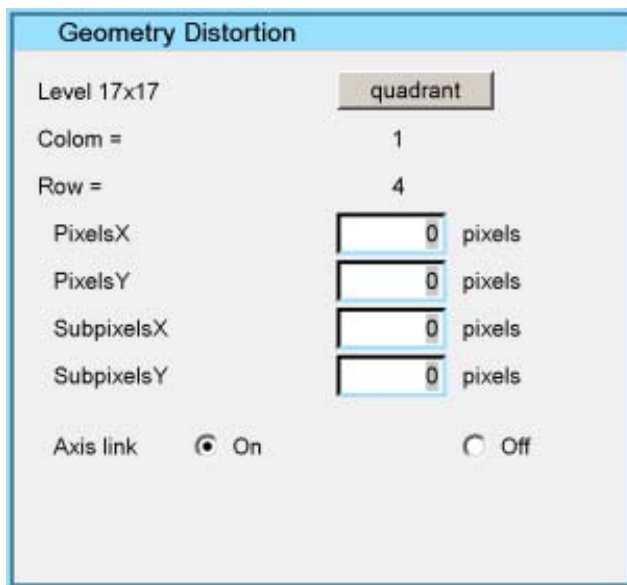 Geometry Distortion
Level 17x17 quadrant
Colom = 1
Row = 4
PixelsX 0 pixels
PixelsY 0 pixels
SubpixelsX 0 pixels
SubpixelsY 0 pixels
Axis link On Off